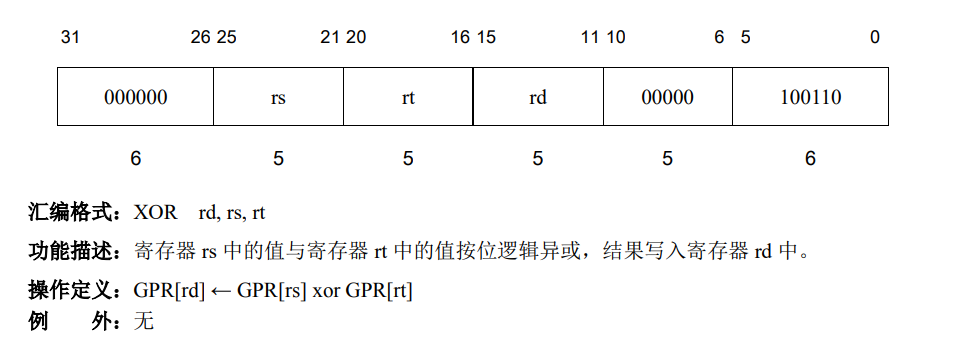 31 26 25 21 20 16 15 11 10 6 5 0
000000 rs rt rd 00000 100110
6 5 5 5 5 6
汇编格式：XOR rd, rs, rt
功能描述：寄存器 rs 中的值与寄存器 rt 中的值按位逻辑异或，结果写入寄存器 rd 中。
操作定义：GPR[rd] ← GPR[rs] xor GPR[rt]
例 外：无